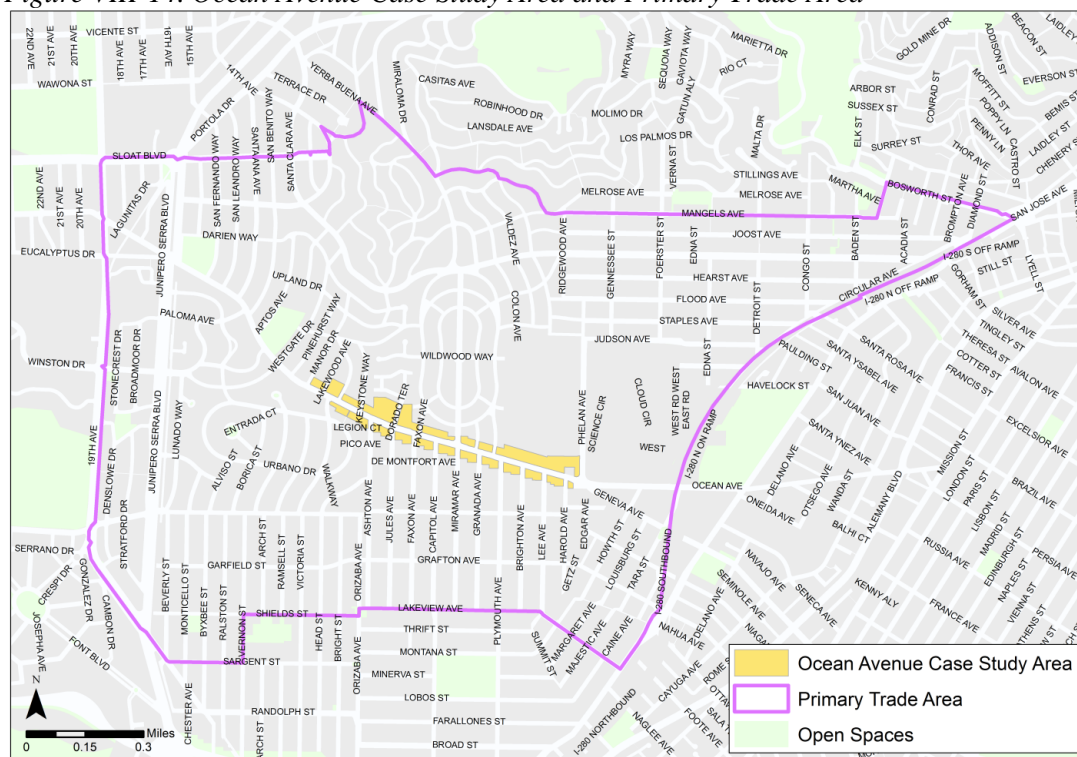 Figure VIII-14. Ocean Avenue Case Study Area and Primary Trade Area
22ND AVE
21ST AVE
20TH AVE
VICENTE ST
18TH AVE
17TH AVE
16TH AVE
15TH AVE
WAWONA ST
14TH AVE
PORTOLA DR
TERRACE DR
YERBA BUENA AVE
MIRALOMA DR
CASITAS AVE
ROBINHOOD DR
LANSDALE AVE
MYRA WAY
SEQUOIA WAY
GAVIOTA WAY
GATUN ALY
MOLIMO DR
LOS PALMOS DR
MARIETTA DR
RIO CT
MALTA DR
GOLD MINE DR
ADDISON ST
BEACON ST
LAIDLEY
EVERSON ST
BEMIS ST
LAIDLEY ST
CHENERY ST
MOFFITT ST
POPPY LN
PENNY LN
CASTRO ST
CONRAD ST
ARBOR ST
SUSSEX ST
ELK ST
SURREY ST
THOR AVE
SLOAT BLVD
SAN FERNANDO WAY
SAN LEANDRO WAY
SANTA ANA AVE
SAN BENITO WAY
SANTA CLARA AVE
22ND AVE
21ST AVE
20TH AVE
LAGUNITAS DR
JUNIPERO SERRA BLVD
DARIEN WAY
EUCALYPTUS DR
MELROSE AVE
VERNA ST
STILLINGS AVE
MELROSE AVE
MARTHA AVE
BOSWORTH ST
BROMPTON AVE
DIAMOND ST
SAN JOSE AVE
MANGELS AVE
JOOST AVE
VALDEZ AVE
RIDGEWOOD AVE
GENNESSEE ST
FOERSTER ST
EDNA ST
CONGO ST
BADEN ST
ACADIA ST
I-280 S OFF RAMP
STILL ST
LYELL ST
HEARST AVE
CIRCULAR AVE
I-280 N OFF RAMP
GORHAM ST
UPLAND DR
APTOS AVE
PALOMA AVE
COLON AVE
FLOOD AVE
DETROIT ST
STAPLES AVE
SILVER AVE
TINGLEY ST
THERESA ST
COTTER ST
FRANCIS ST
AVALON AVE
WINSTON DR
STONECREST DR
BROADMOOR DR
WESTGATE DR
PINEHURST WAY
MANOR DR
LAKEWOOD AVE
KEYSTONE WAY
WILDWOOD WAY
JUDSON AVE
EDNA ST
PAULDING ST
SANTA YSABEL AVE
SANTA ROSA AVE
HAVELOCK ST
SAN JUAN AVE
EXCELSIOR AVE
DORADO TER
FAXON AVE
LEGION CT
PICO AVE
ENTRADA CT
LUNADO WAY
JUNIPERO SERRA BLVD
19TH AVE
DENSLOWE DR
STRATFORD DR
ALVISO ST
BORICA ST
URBANO DR
WALKWAY
DE MONTFORT AVE
PHELAN AVE
SCIENCE CIR
CLOUD CIR
WEST
WEST RD WEST
EAST RD
I-280 N ON RAMP
SANTA YNEZ AVE
OCEAN AVE
DELANO AVE
OTSEGO AVE
WANDA ST
ALEMANY BLVD
MISSION ST
LONDON ST
PARIS ST
LISBON ST
MADRID ST
EDINBURGH ST
NAPLES ST
VIENNA ST
BRAZIL AVE
PERSIA AVE
RUSSIA AVE
FRANCE AVE
ONEIDA AVE
BALHI CT
KENNY ALY
GENEVA AVE
ASHTON AVE
JULES AVE
FAXON AVE
CAPITOL AVE
MIRAMAR AVE
GRANADA AVE
BRIGHTON AVE
LEE AVE
HAROLD AVE
EDGAR AVE
GETZ ST
HOWTH ST
LOUISBURG ST
TARA ST
I-280 SOUTHBOUND
NAVAJO AVE
SEMINOLE AVE
SENECA AVE
DELANO AVE
NAHUA AVE
SERRANO DR
CRESPI DR
GONZALEZ DR
CAMBON DR
FONT BLVD
JOSEPHA AVE
BEVERLY ST
MONTICELLO ST
BYXBEE ST
RALSTON ST
VERNON ST
GARFIELD ST
ARCH ST
RAMSELL ST
VICTORIA ST
SHIELDS ST
HEAD ST
BRIGHT ST
ORIZABA AVE
GRAFTON AVE
LAKEVIEW AVE
THRIFT ST
MONTANA ST
MINERVA ST
LOBOS ST
FARALLONES ST
BROAD ST
PLYMOUTH AVE
SUMMIT ST
MARGARET AVE
MAJESTIC AVE
CAINE AVE
SARGENT ST
ORIZABA AVE
RANDOLPH ST
CHESTER AVE
ARCH ST
I-280 NORTHBOUND
NAGLEE AVE
CAYUGA AVE
FOOTE AVE
N
0 0.15 0.3
Miles
Ocean Avenue Case Study Area
Primary Trade Area
Open Spaces